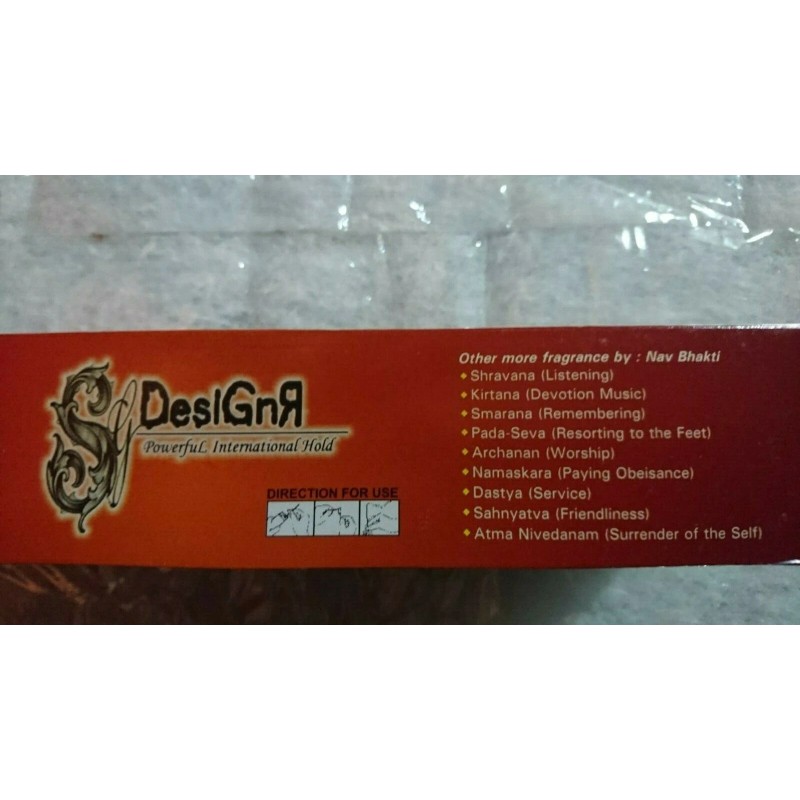 SG DesIGnЯ
PowerfuL International Hold
DIRECTION FOR USE
Other more fragrance by : Nav Bhakti
Shravana (Listening)
Kirtana (Devotion Music)
Smarana (Remembering)
Pada-Seva (Resorting to the Feet)
Archanan (Worship)
Namaskara (Paying Obeisance)
Dastya (Service)
Sahnyatva (Friendliness)
Atma Nivedanam (Surrender of the Self)